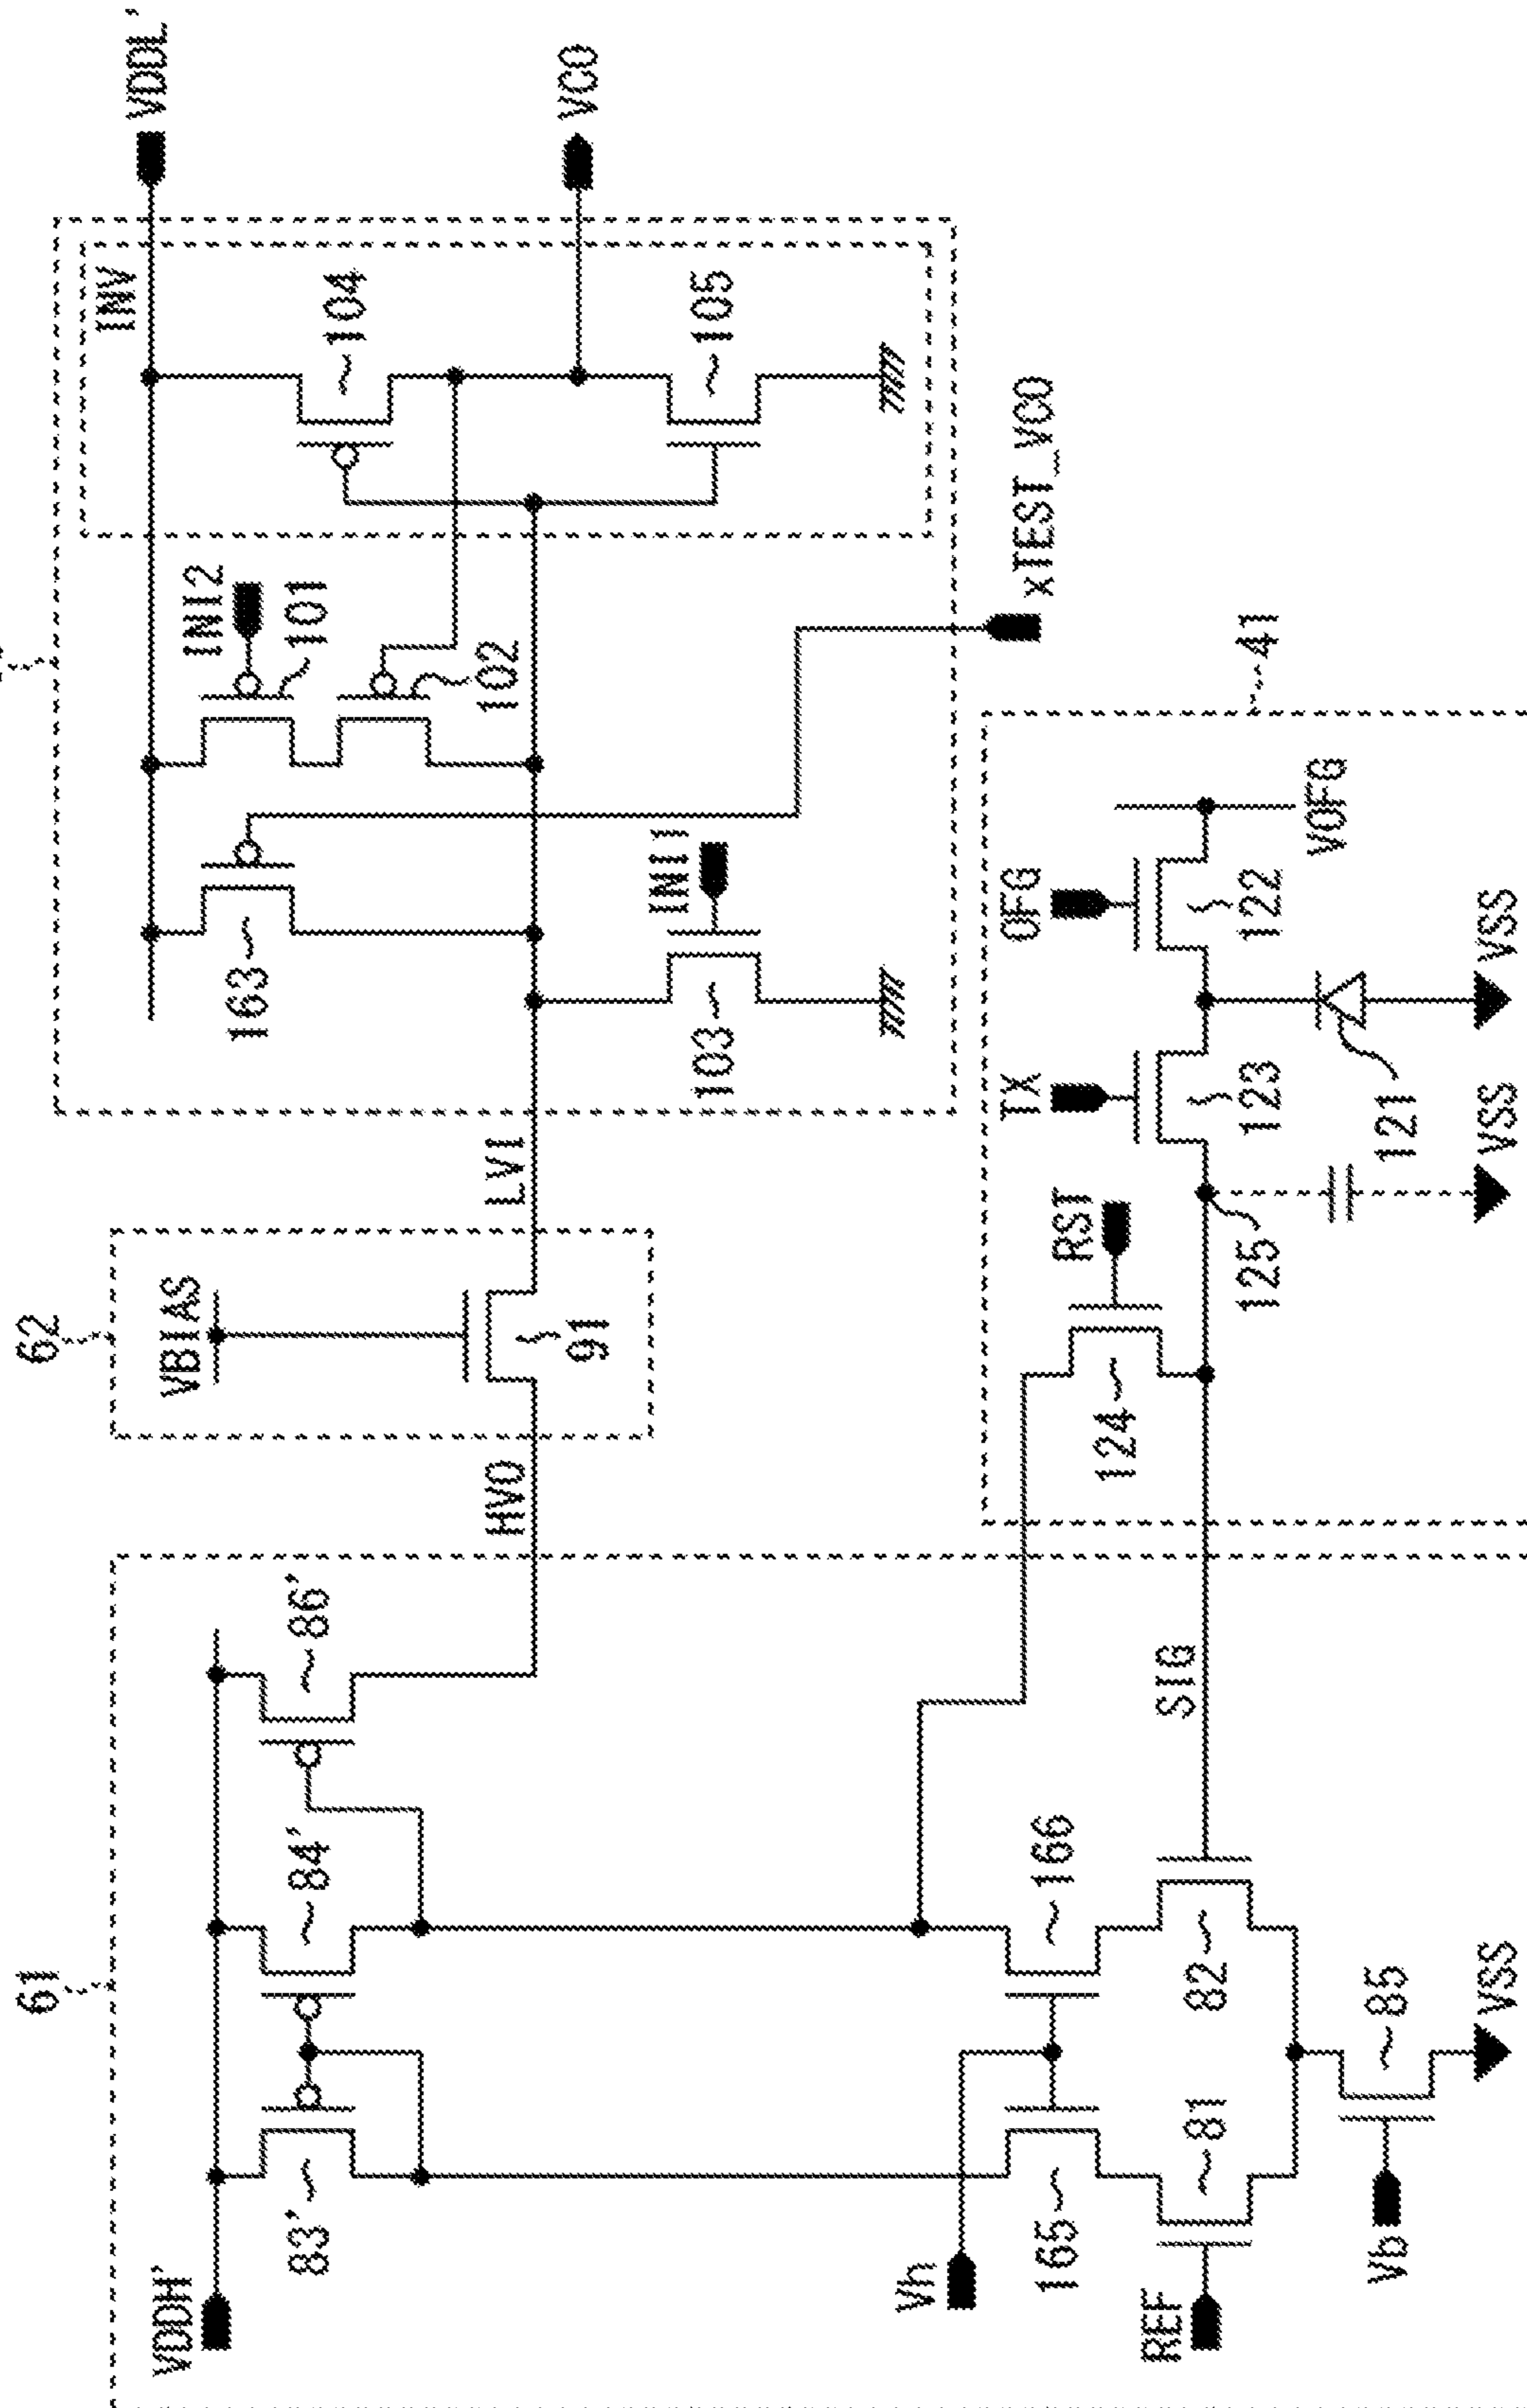 61
VDDH'
83'
84'
86'
HVO
Vh
165
166
REF
81
82
SIG
Vb
85
VSS
62
VBIAS
91
LVI
163
INI2
101
102
INI1
103
INV
104
105
VDDL'
VCO
xTEST_VCO
41
RST
124
TX
123
OFG
122
VOFG
125
121
VSS
VSS